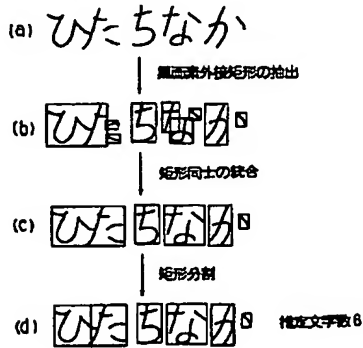 (a) ひたちなか
黒画素外接矩形の抽出
(b) ひたちなか
矩形同士の統合
(c) ひたちなか
矩形分割
(d) ひたちなか 推定文字数6